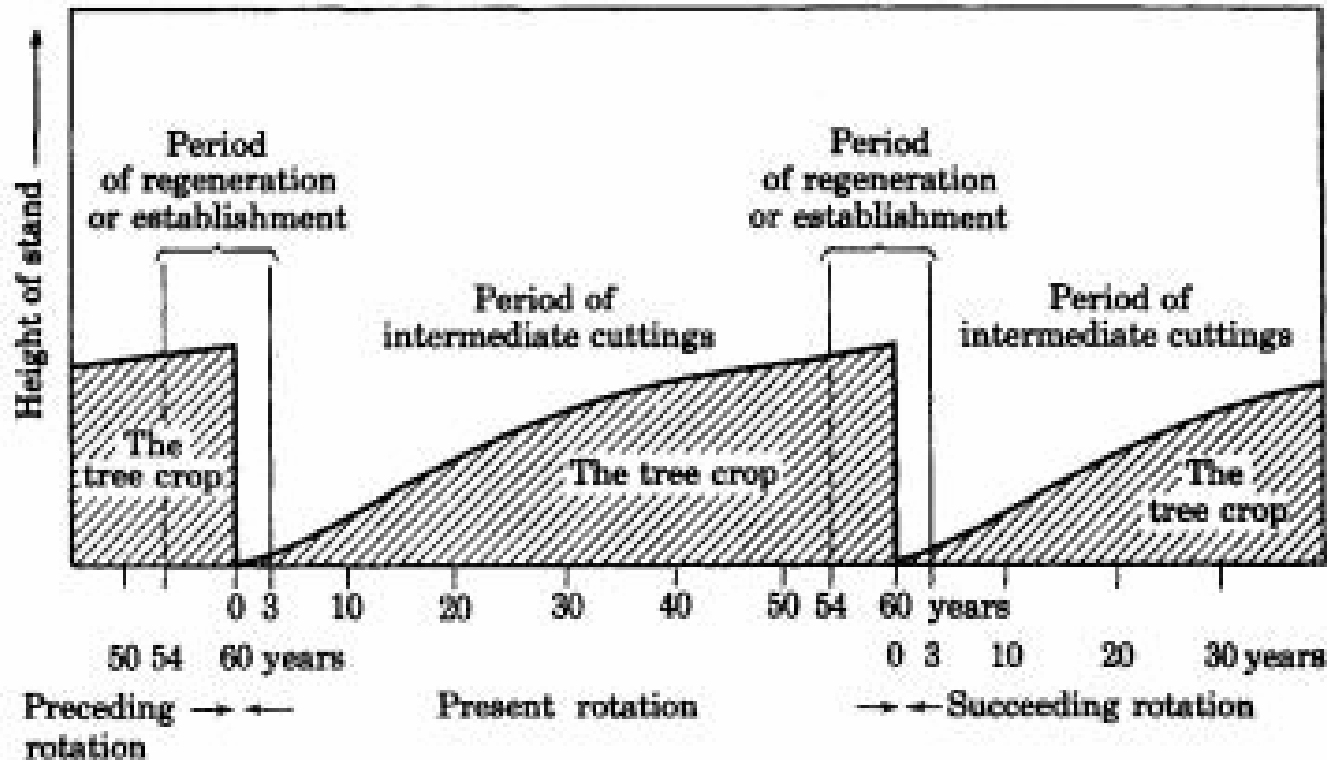 Height of stand
Period
of regeneration
or establishment
Period
of regeneration
or establishment
Period of
intermediate cuttings
Period of
intermediate cuttings
The
tree crop
The tree crop
The
tree crop
0 3 10 20 30 40 50 54 60 years
50 54 60 years
0 3 10 20 30 years
Preceding
rotation
Present rotation
Succeeding rotation